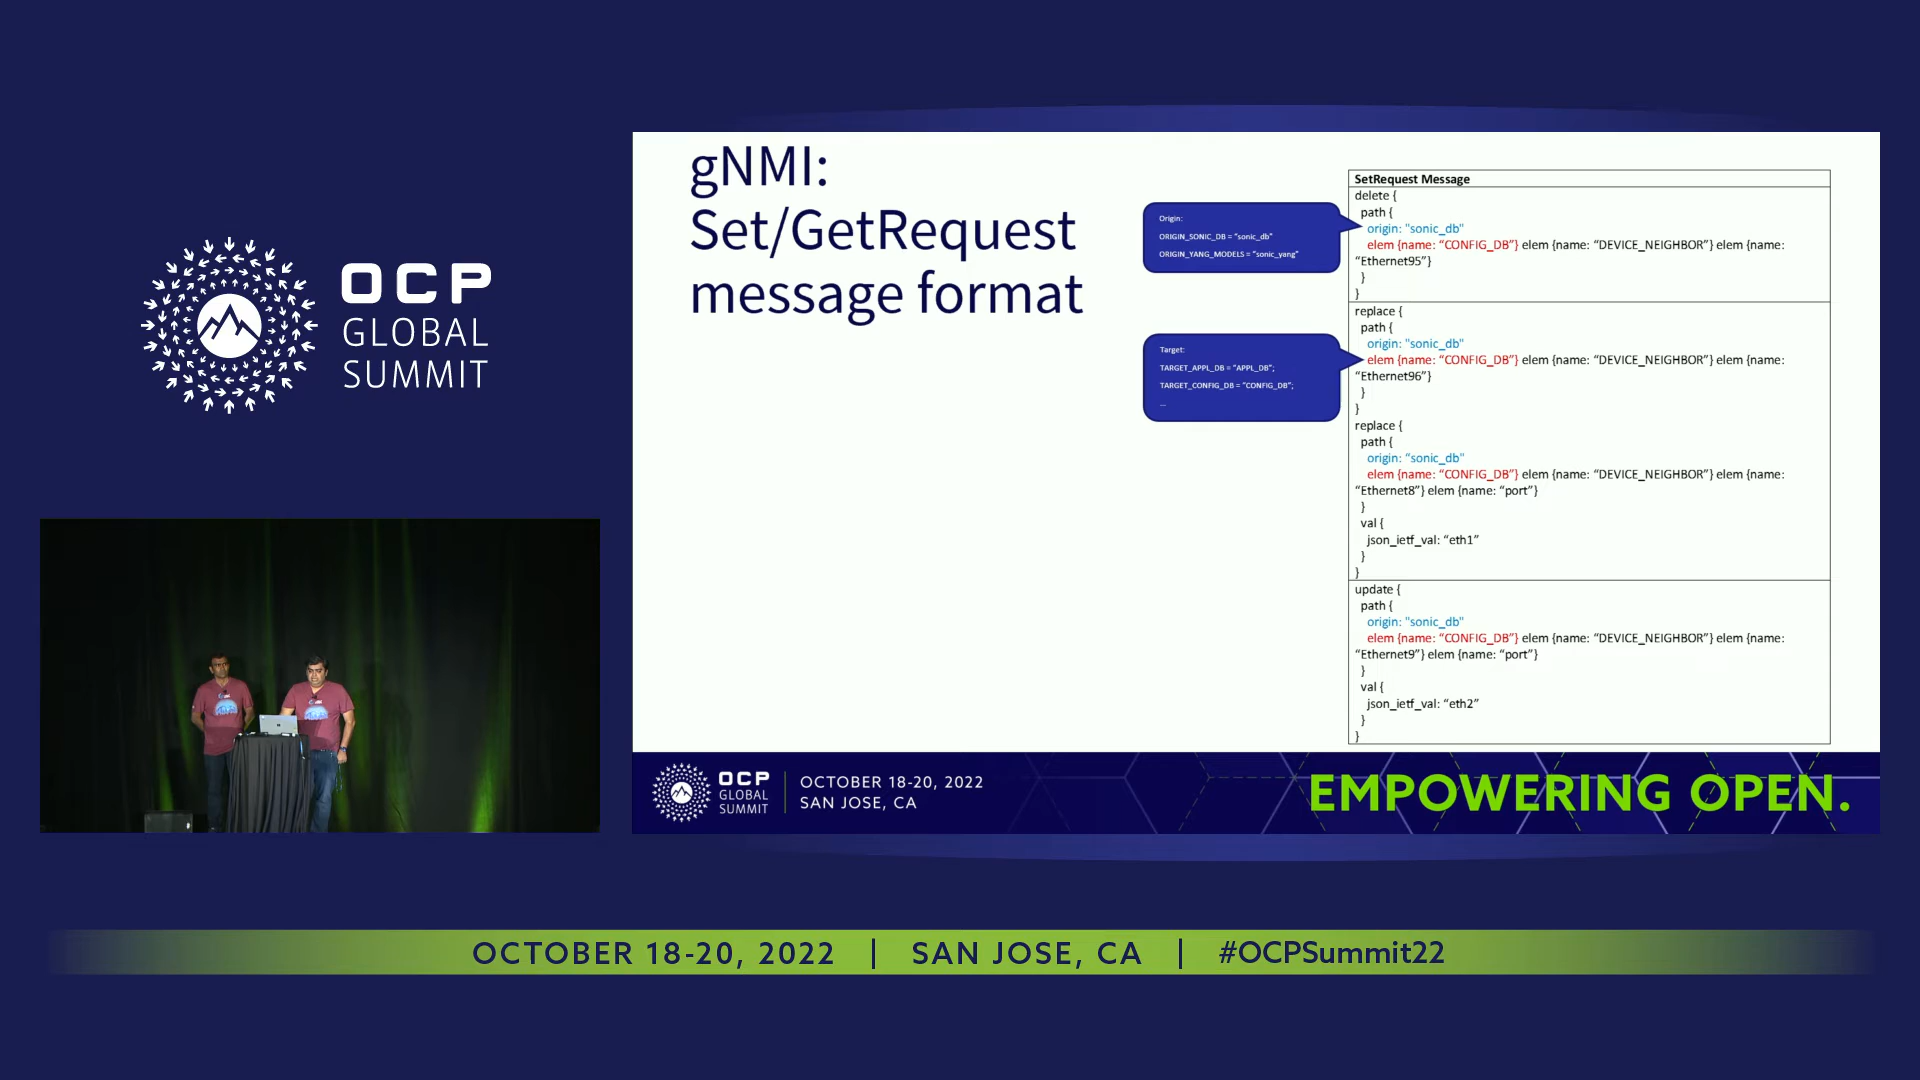 OCP
GLOBAL
SUMMIT
gNMI:
Set/GetRequest
message format
Origin:
ORIGIN_SONIC_DB = "sonic_db"
ORIGIN_YANG_MODELS = "sonic_yang"
Target:
TARGET_APPL_DB = "APPL_DB";
TARGET_CONFIG_DB = "CONFIG_DB";
...
SetRequest Message
delete {
path {
origin: "sonic_db"
elem {name: "CONFIG_DB"} elem {name: "DEVICE_NEIGHBOR"} elem {name:
"Ethernet95"}
}
}
replace {
path {
origin: "sonic_db"
elem {name: "CONFIG_DB"} elem {name: "DEVICE_NEIGHBOR"} elem {name:
"Ethernet96"}
}
}
replace {
path {
origin: "sonic_db"
elem {name: "CONFIG_DB"} elem {name: "DEVICE_NEIGHBOR"} elem {name:
"Ethernet8"} elem {name: "port"}
}
val {
json_ietf_val: "eth1"
}
}
update {
path {
origin: "sonic_db"
elem {name: "CONFIG_DB"} elem {name: "DEVICE_NEIGHBOR"} elem {name:
"Ethernet9"} elem {name: "port"}
}
val {
json_ietf_val: "eth2"
}
}
OCP
GLOBAL
SUMMIT
OCTOBER 18-20, 2022
SAN JOSE, CA
EMPOWERING OPEN.
OCTOBER 18-20, 2022 | SAN JOSE, CA | #OCPSummit22